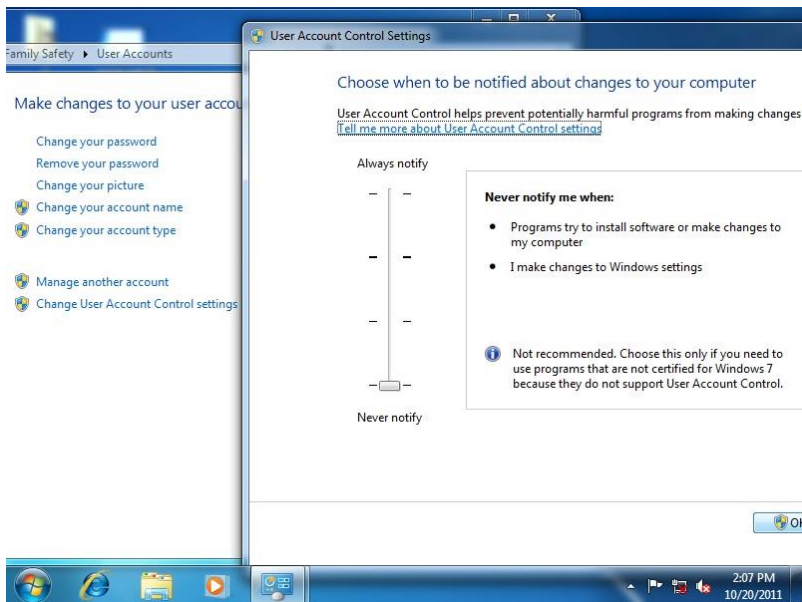 User Account Control Settings
Family Safety ▸ User Accounts
Make changes to your user
Change your password
Remove your password
Change your picture
Change your account name
Change your account type
Manage another account
Change User Account Control settings
Choose when to be notified about changes to your computer
User Account Control helps prevent potentially harmful programs from making changes
Tell me more about User Account Control settings
Always notify
Never notify me when:
• Programs try to install software or make changes to
my computer
• I make changes to Windows settings
Not recommended. Choose this only if you need to
use programs that are not certified for Windows 7
because they do not support User Account Control.
Never notify
2:07 PM
10/20/2011